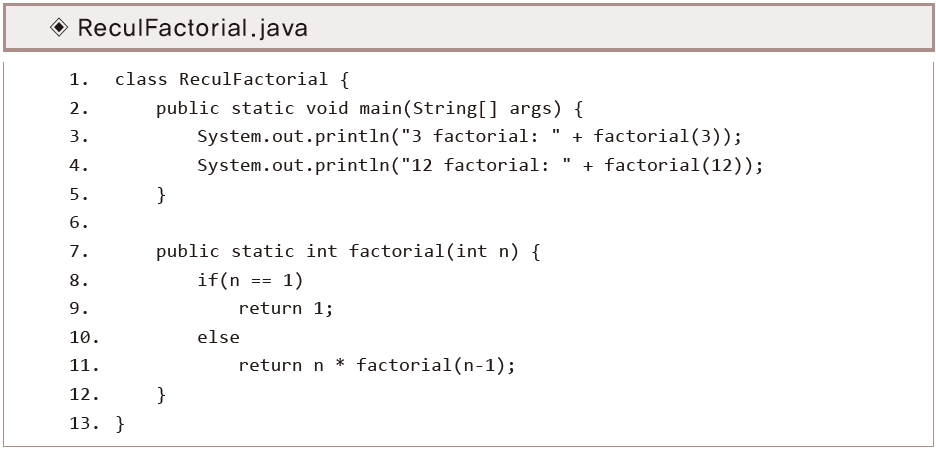 ◈ ReculFactorial.java
1. class ReculFactorial {
2.     public static void main(String[] args) {
3.         System.out.println("3 factorial: " + factorial(3));
4.         System.out.println("12 factorial: " + factorial(12));
5.     }
6.
7.     public static int factorial(int n) {
8.         if(n == 1)
9.             return 1;
10.         else
11.             return n * factorial(n-1);
12.     }
13. }